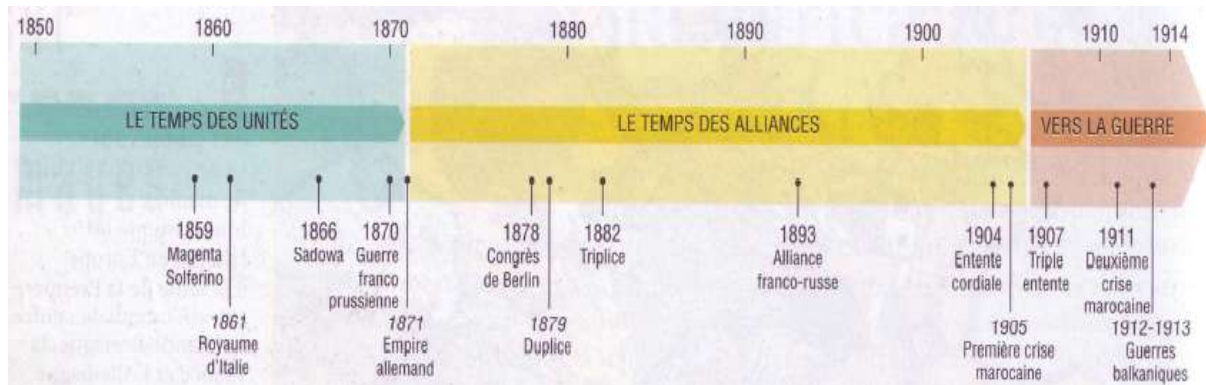 1850 1860 1870 1880 1890 1900 1910 1914
LE TEMPS DES UNITÉS
LE TEMPS DES ALLIANCES
VERS LA GUERRE
1859
Magenta
Solferino
1861
Royaume
d'Italie
1866
Sadowa
1870
Guerre
franco
prussienne
1871
Empire
allemand
1878
Congrès
de Berlin
1879
Duplice
1882
Triplice
1893
Alliance
franco-russe
1904
Entente
cordiale
1905
Première crise
marocaine
1907
Triple
entente
1911
Deuxième
crise
marocaine
1912-1913
Guerres
balkaniques